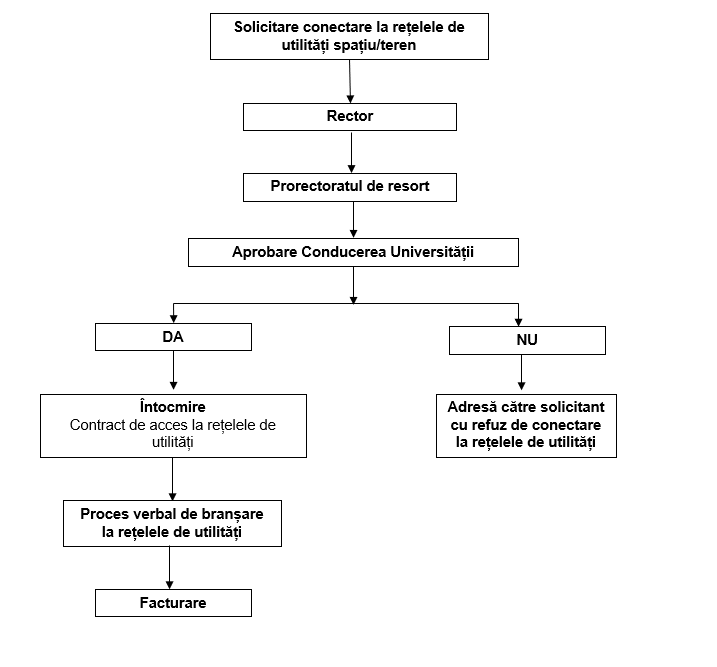 Solicitare conectare la rețelele de
utilități spațiu/teren
Rector
Prorectoratul de resort
Aprobare Conducerea Universității
DA
NU
Întocmire
Contract de acces la rețelele de
utilități
Adresă către solicitant
cu refuz de conectare
la rețelele de utilități
Proces verbal de branșare
la rețelele de utilități
Facturare